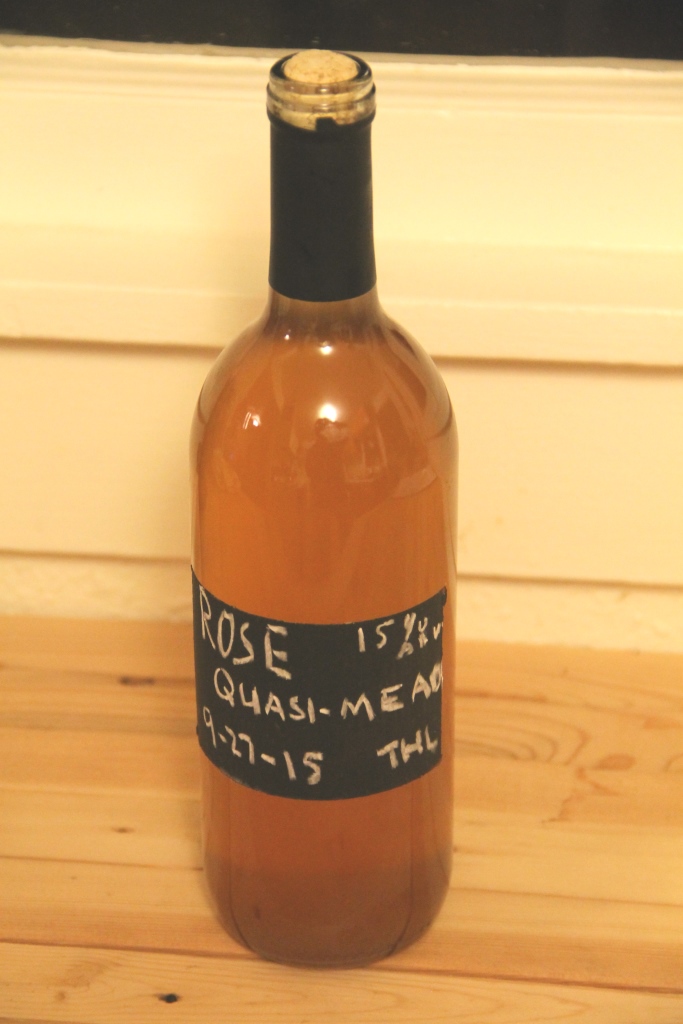 ROSE 15%
QUASI-MEAD
9-27-15 THL